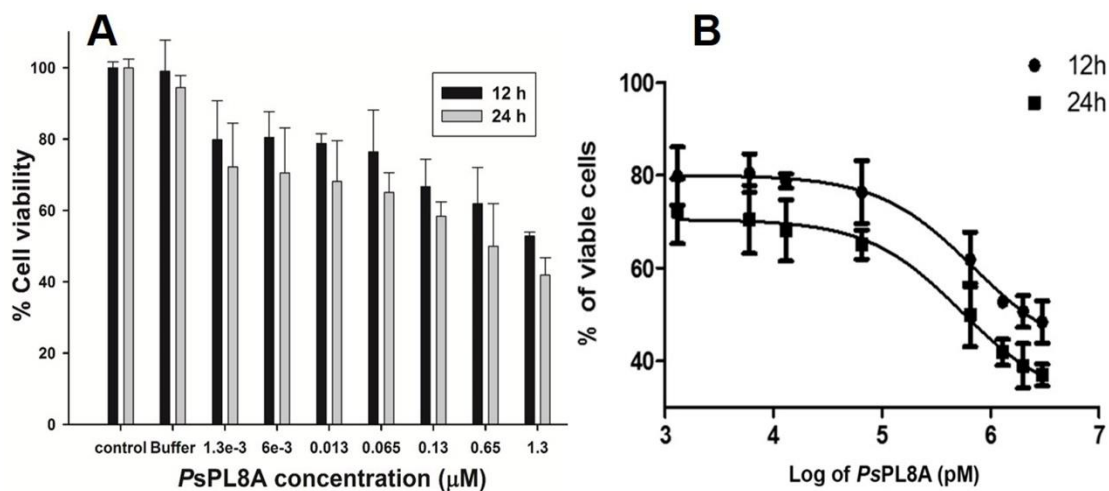 A
% Cell viability
100
80
60
40
20
0
12 h
24 h
control Buffer 1.3e-3 6e-3 0.013 0.065 0.13 0.65 1.3
PsPL8A concentration (μM)
B
% of viable cells
100
80
60
40
12h
24h
3 4 5 6 7
Log of PsPL8A (pM)